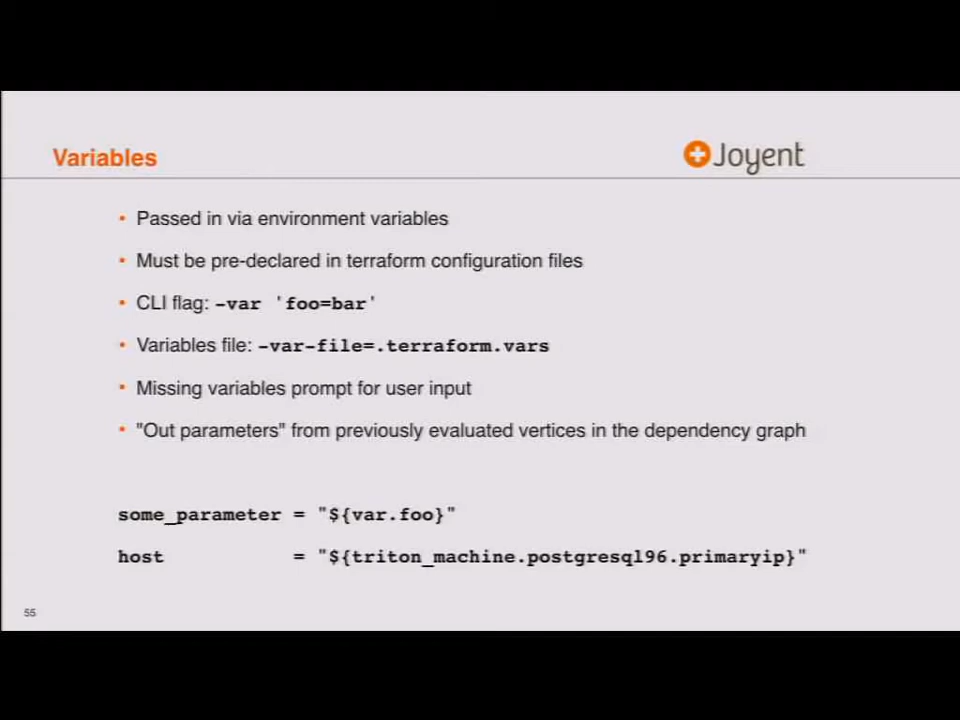 Variables
Joyent
• Passed in via environment variables
• Must be pre-declared in terraform configuration files
• CLI flag: -var 'foo=bar'
• Variables file: -var-file=.terraform.vars
• Missing variables prompt for user input
• "Out parameters" from previously evaluated vertices in the dependency graph
some_parameter = "${var.foo}"
host = "${triton_machine.postgresql96.primaryip}"
55